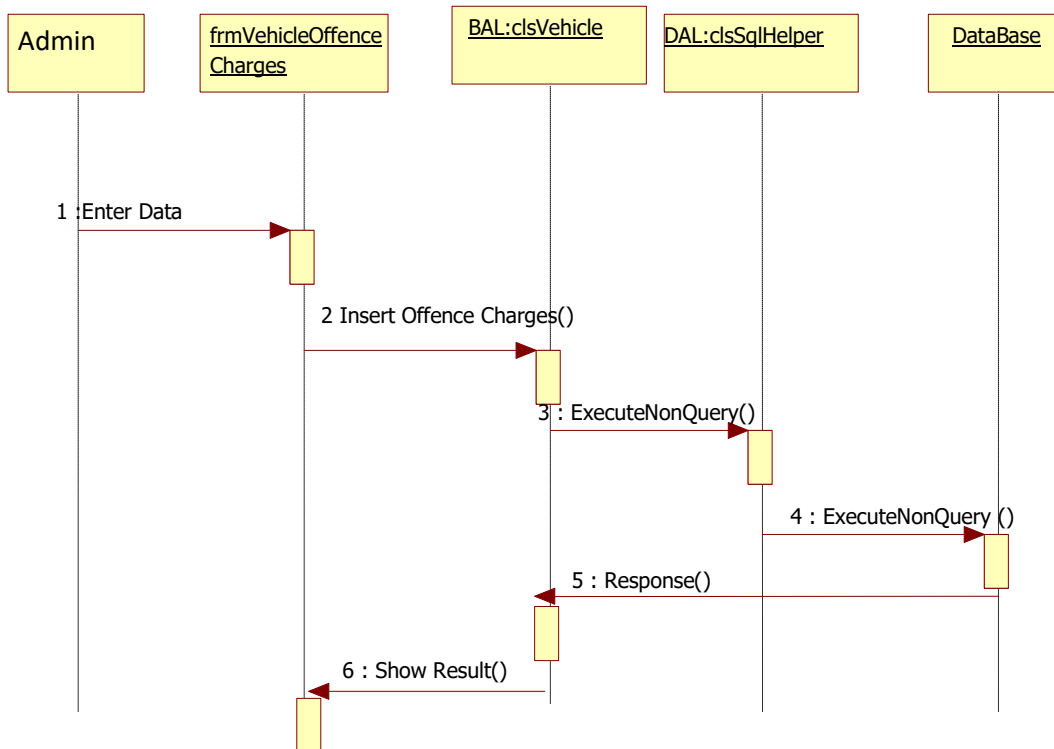 Admin
frmVehicleOffence
Charges
BAL:clsVehicle
DAL:clsSqlHelper
DataBase
1 :Enter Data
2 Insert Offence Charges()
3 : ExecuteNonQuery()
4 : ExecuteNonQuery ()
5 : Response()
6 : Show Result()